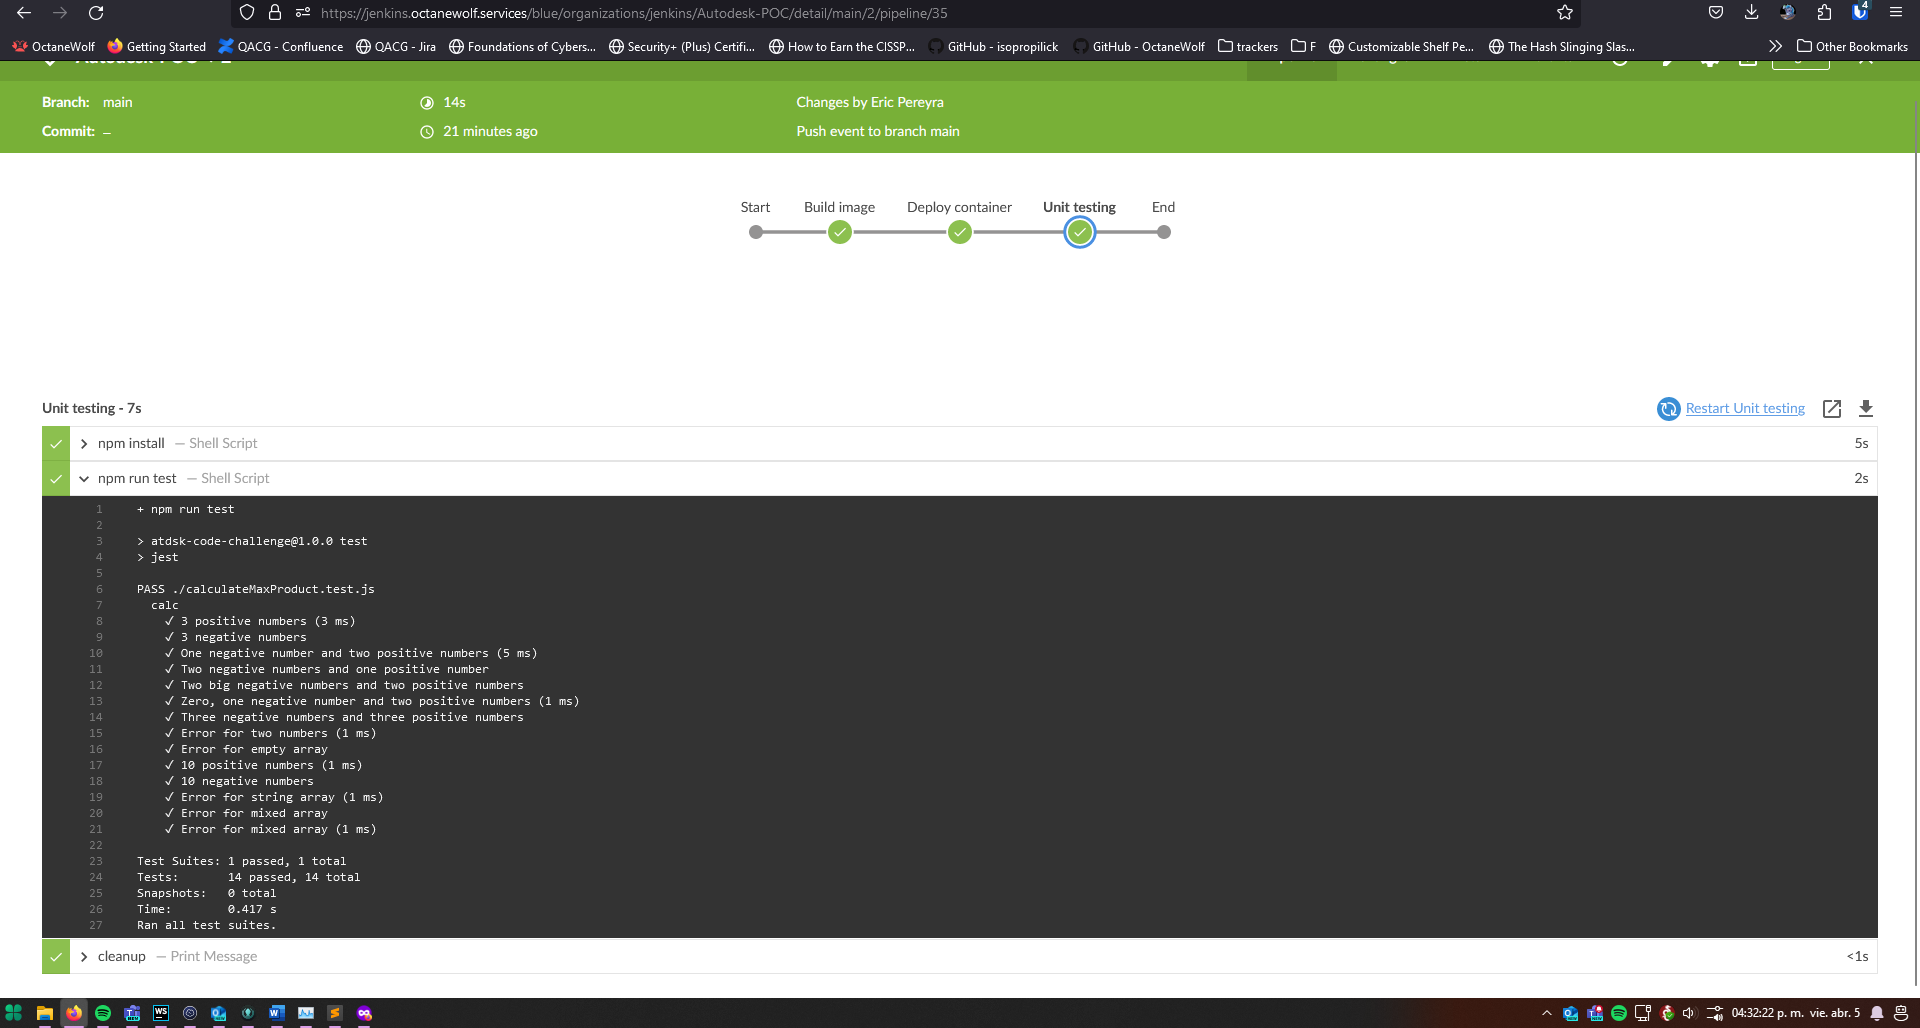 https://jenkins.octanewolf.services/blue/organizations/jenkins/Autodesk-POC/detail/main/2/pipeline/35
4
OctaneWolf Getting Started QACG - Confluence QACG - Jira Foundations of Cybers... Security+ (Plus) Certifi... How to Earn the CISSP... GitHub - isopropilick GitHub - OctaneWolf trackers F Customizable Shelf Pe... The Hash Slinging Slas... Other Bookmarks
Branch: main 14s Changes by Eric Pereyra
Commit: – 21 minutes ago Push event to branch main
Start Build image Deploy container Unit testing End
Unit testing - 7s Restart Unit testing
npm install — Shell Script 5s
npm run test — Shell Script 2s
1 + npm run test
2
3 > atdsk-code-challenge@1.0.0 test
4 > jest
5
6 PASS ./calculateMaxProduct.test.js
7 calc
8 ✓ 3 positive numbers (3 ms)
9 ✓ 3 negative numbers
10 ✓ One negative number and two positive numbers (5 ms)
11 ✓ Two negative numbers and one positive number
12 ✓ Two big negative numbers and two positive numbers
13 ✓ Zero, one negative number and two positive numbers (1 ms)
14 ✓ Three negative numbers and three positive numbers
15 ✓ Error for two numbers (1 ms)
16 ✓ Error for empty array
17 ✓ 10 positive numbers (1 ms)
18 ✓ 10 negative numbers
19 ✓ Error for string array (1 ms)
20 ✓ Error for mixed array
21 ✓ Error for mixed array (1 ms)
22
23 Test Suites: 1 passed, 1 total
24 Tests: 14 passed, 14 total
25 Snapshots: 0 total
26 Time: 0.417 s
27 Ran all test suites.
cleanup — Print Message <1s
04:32:22 p. m. vie. abr. 5